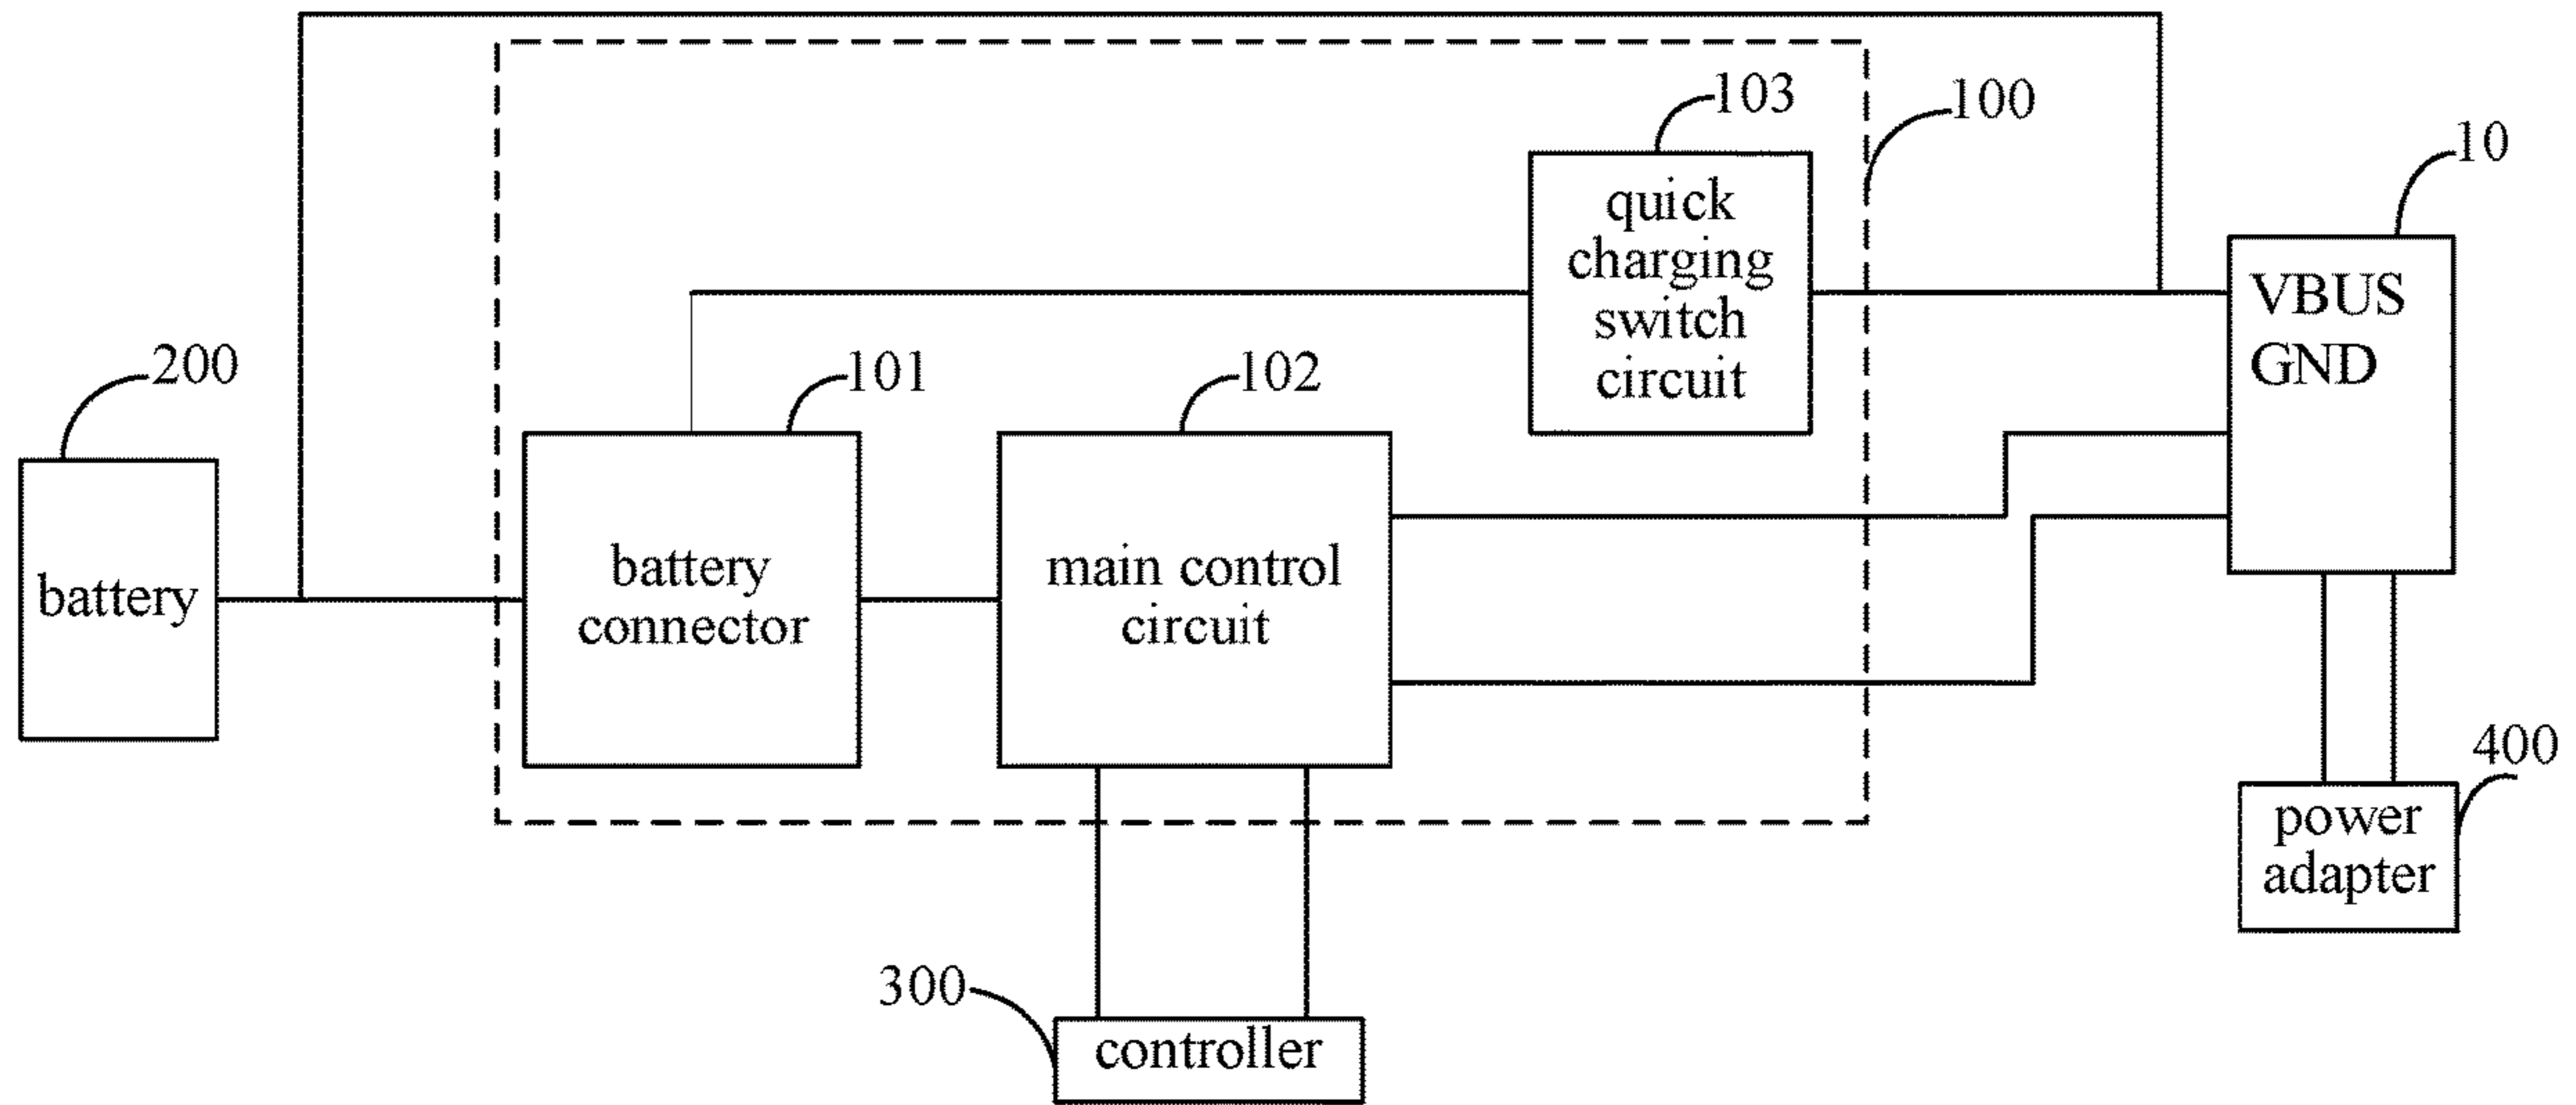 103
100
10
quick
charging
switch
circuit
VBUS
GND
200
101
102
battery
battery
connector
main control
circuit
400
power
adapter
300
controller